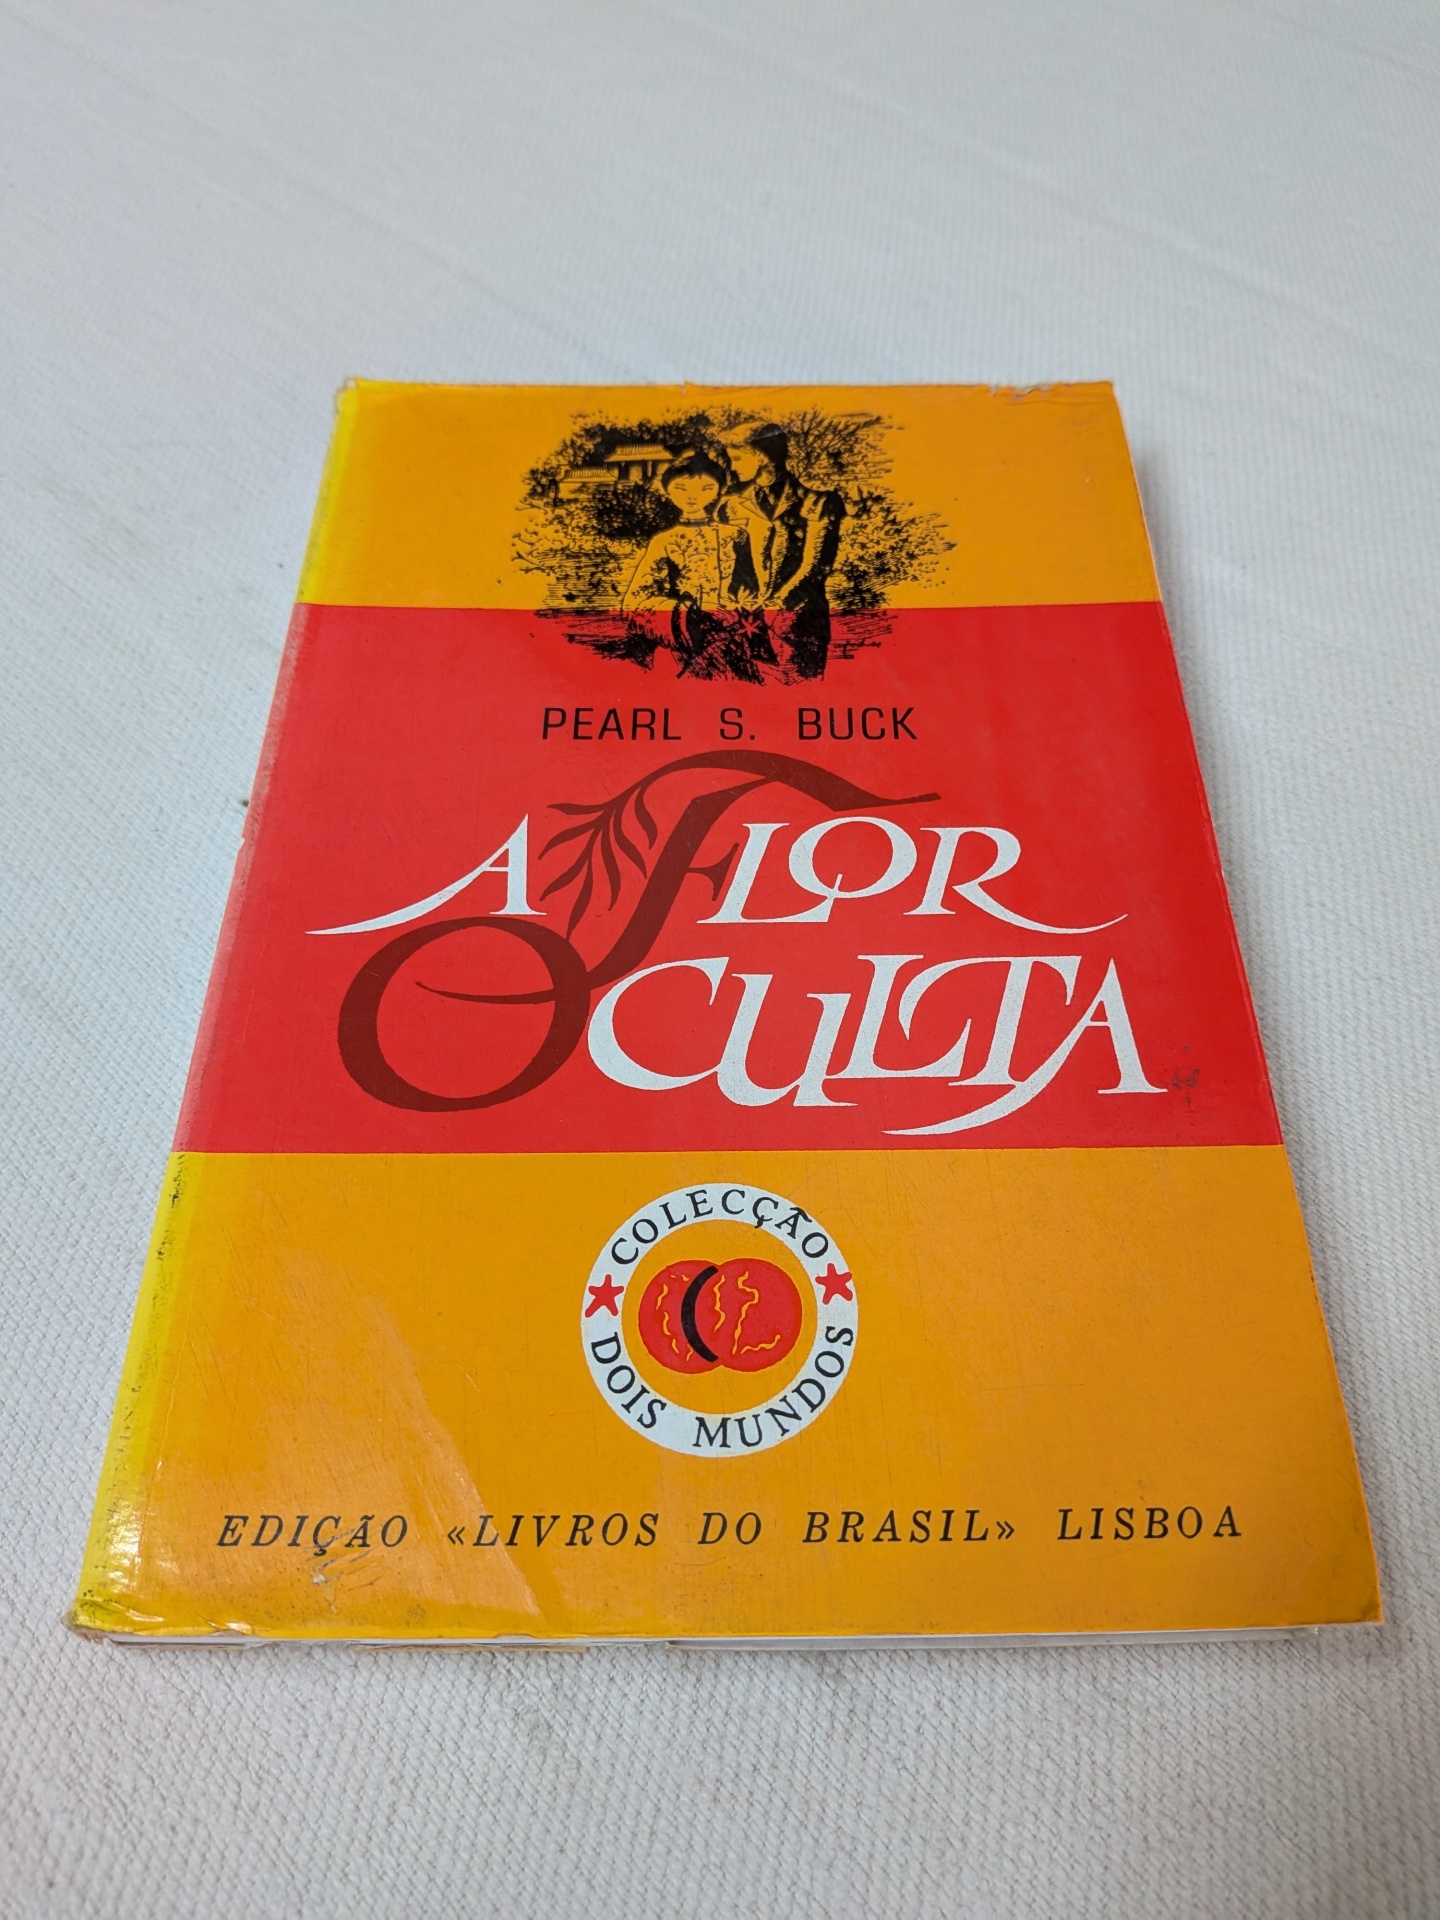 PEARL S. BUCK
A FLOR
OCULTA
COLECÇÃO
DOIS MUNDOS
EDIÇÃO «LIVROS DO BRASIL» LISBOA